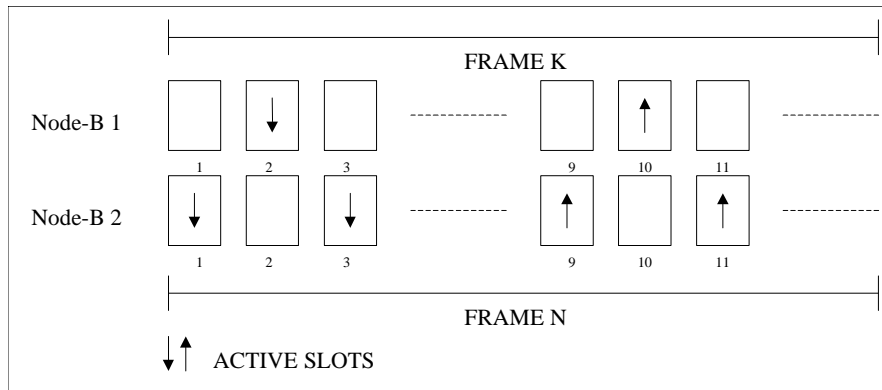 FRAME K
Node-B 1
1 2 3 9 10 11
Node-B 2
1 2 3 9 10 11
FRAME N
ACTIVE SLOTS